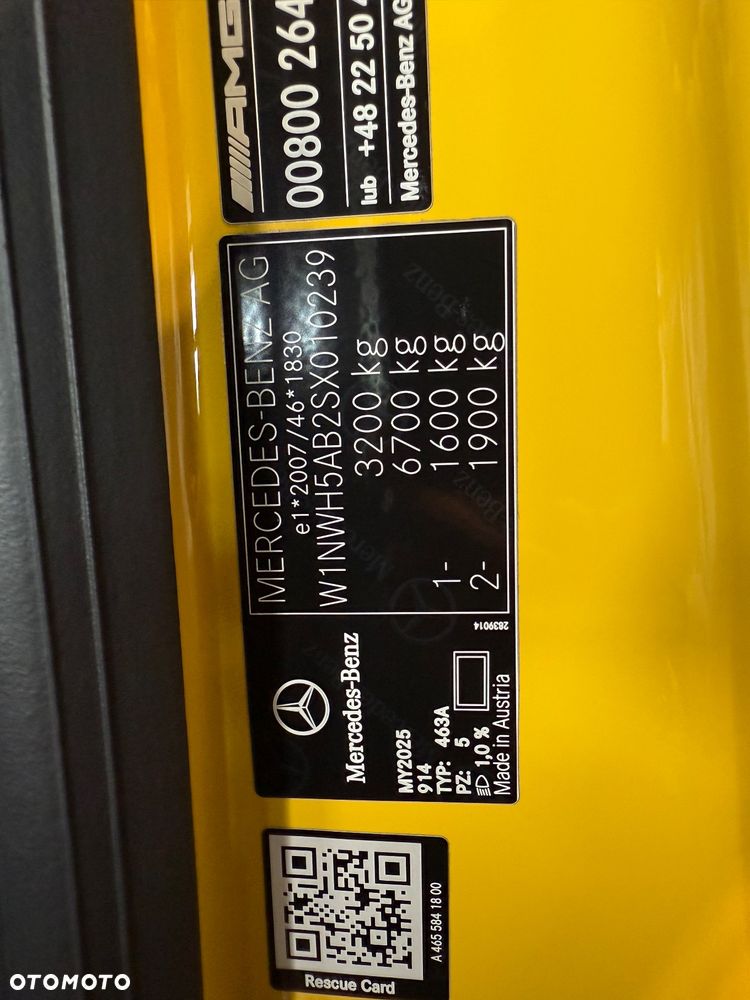 AMG
00800 264
lub +48 22 50
Mercedes-Benz AG
MERCEDES-BENZ AG
e1*2007/46*1830
W1NWH5AB2SX010239
3200 kg
6700 kg
1- 1600 kg
2- 1900 kg
2839014
Mercedes-Benz
MY2025
914
TYP: 463A
PZ: 5
1,0 %
Made in Austria
A 465 584 18 00
Rescue Card
OTOMOTO